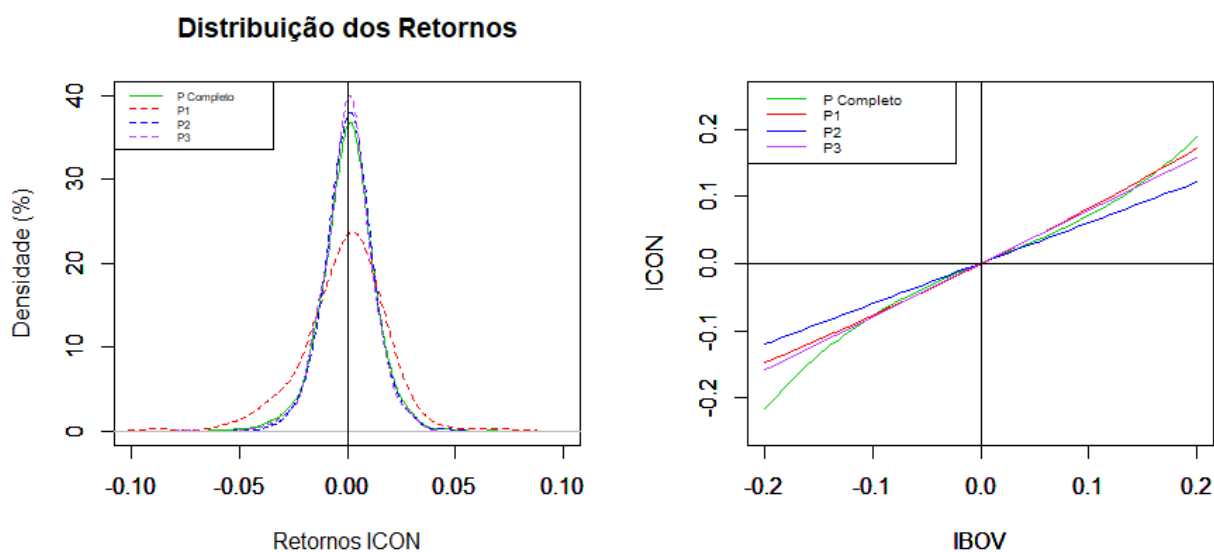 Distribuição dos Retornos
P Completo
P1
P2
P3
Densidade (%)
40
30
20
10
0
-0.10
-0.05
0.00
0.05
0.10
Retornos ICON
P Completo
P1
P2
P3
ICON
0.2
0.1
0.0
-0.1
-0.2
-0.2
-0.1
0.0
0.1
0.2
IBOV